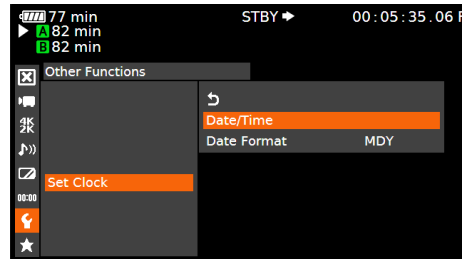 77 min STBY 00:05:35.06 F
A 82 min
B 82 min
Other Functions
4K
2K
Date/Time
Date Format MDY
Set Clock
00:00